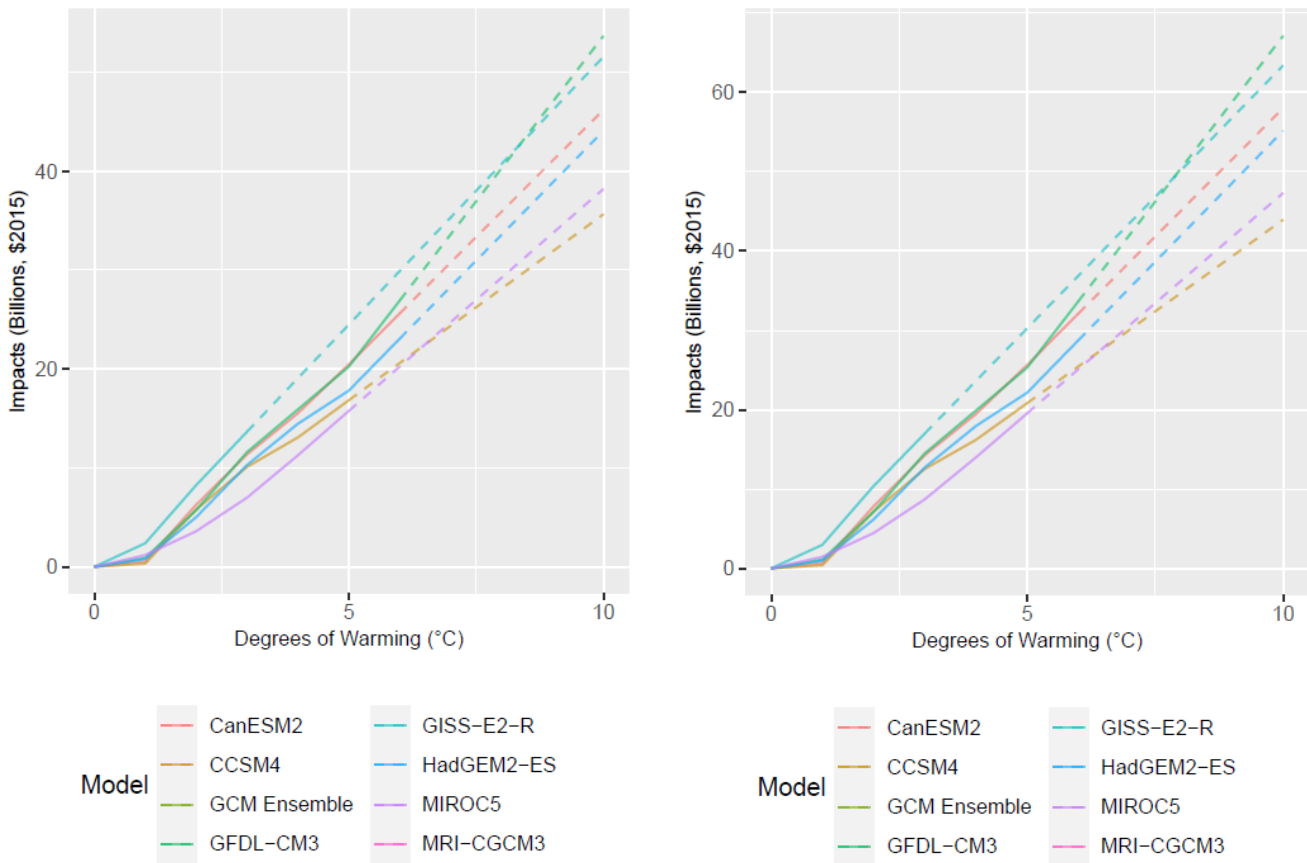 Impacts (Billions, $2015)
40
20
0
0 5 10
Degrees of Warming (°C)
Model
CanESM2
CCSM4
GCM Ensemble
GFDL−CM3
GISS−E2−R
HadGEM2−ES
MIROC5
MRI−CGCM3
Impacts (Billions, $2015)
60
40
20
0
0 5 10
Degrees of Warming (°C)
Model
CanESM2
CCSM4
GCM Ensemble
GFDL−CM3
GISS−E2−R
HadGEM2−ES
MIROC5
MRI−CGCM3